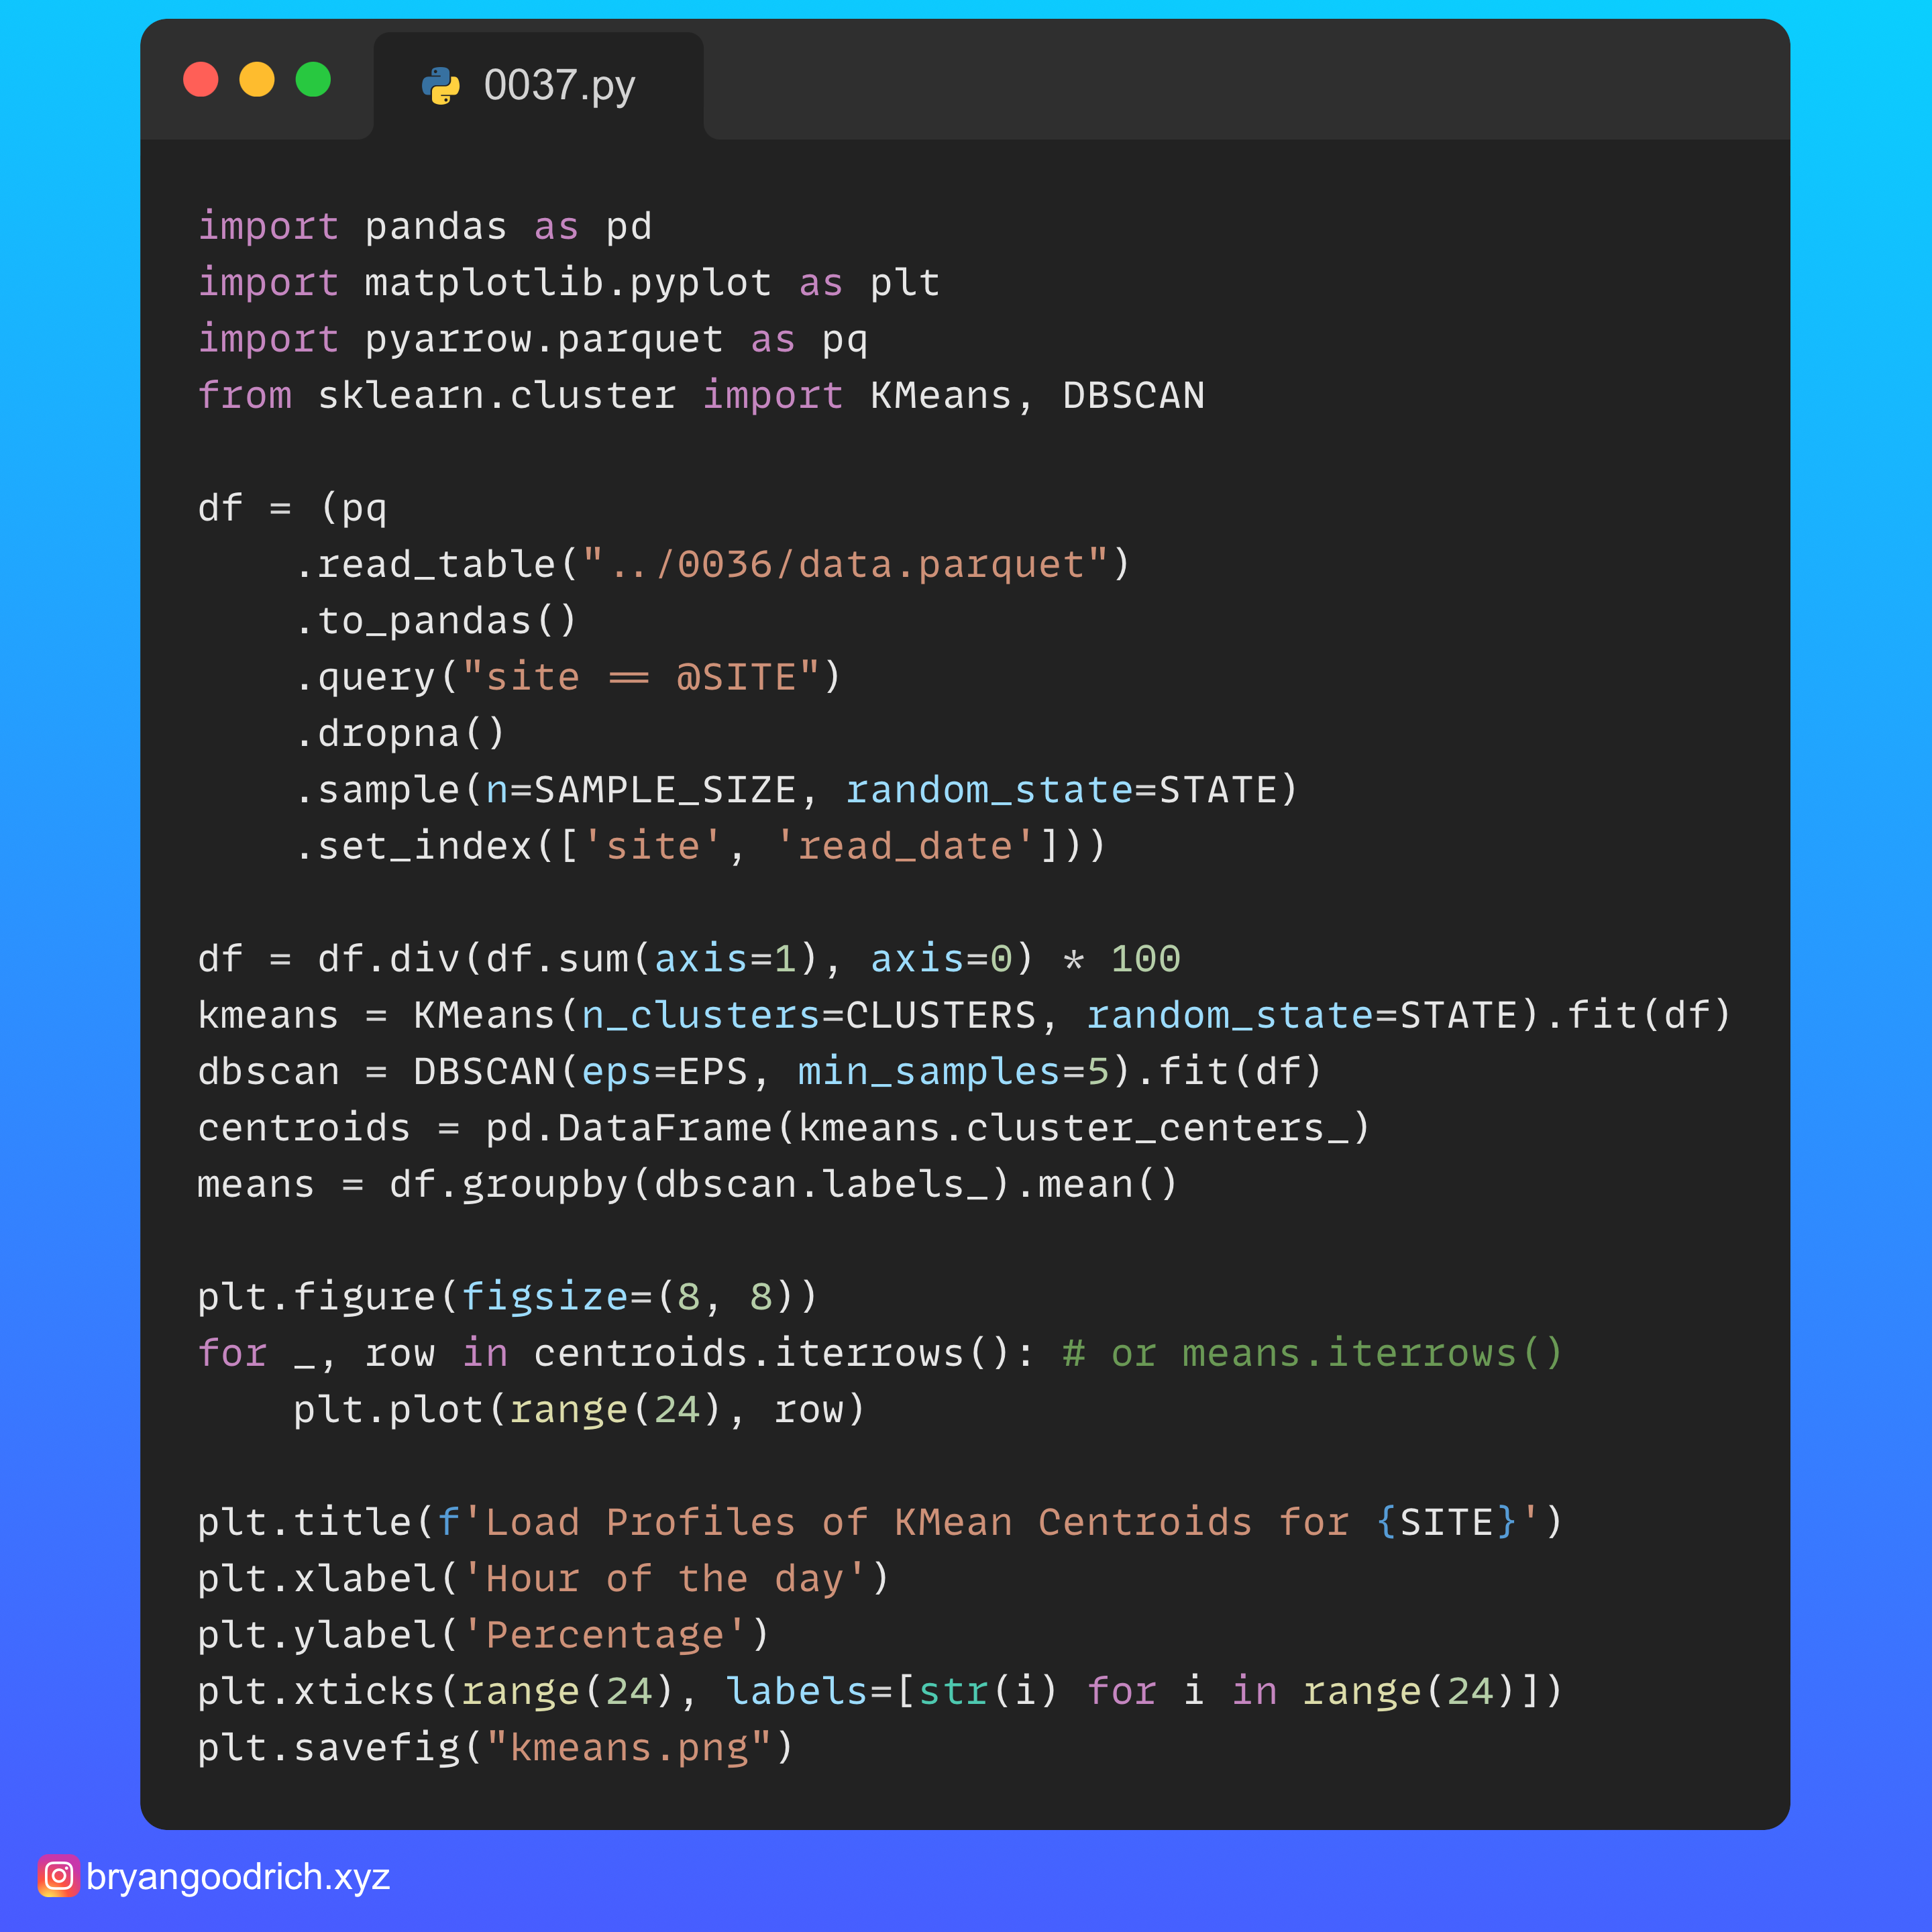 0037.py
import pandas as pd
import matplotlib.pyplot as plt
import pyarrow.parquet as pq
from sklearn.cluster import KMeans, DBSCAN

df = (pq
    .read_table("../0036/data.parquet")
    .to_pandas()
    .query("site == @SITE")
    .dropna()
    .sample(n=SAMPLE_SIZE, random_state=STATE)
    .set_index(['site', 'read_date']))

df = df.div(df.sum(axis=1), axis=0) * 100
kmeans = KMeans(n_clusters=CLUSTERS, random_state=STATE).fit(df)
dbscan = DBSCAN(eps=EPS, min_samples=5).fit(df)
centroids = pd.DataFrame(kmeans.cluster_centers_)
means = df.groupby(dbscan.labels_).mean()

plt.figure(figsize=(8, 8))
for _, row in centroids.iterrows(): # or means.iterrows()
    plt.plot(range(24), row)

plt.title(f'Load Profiles of KMean Centroids for {SITE}')
plt.xlabel('Hour of the day')
plt.ylabel('Percentage')
plt.xticks(range(24), labels=[str(i) for i in range(24)])
plt.savefig("kmeans.png")
bryangoodrich.xyz